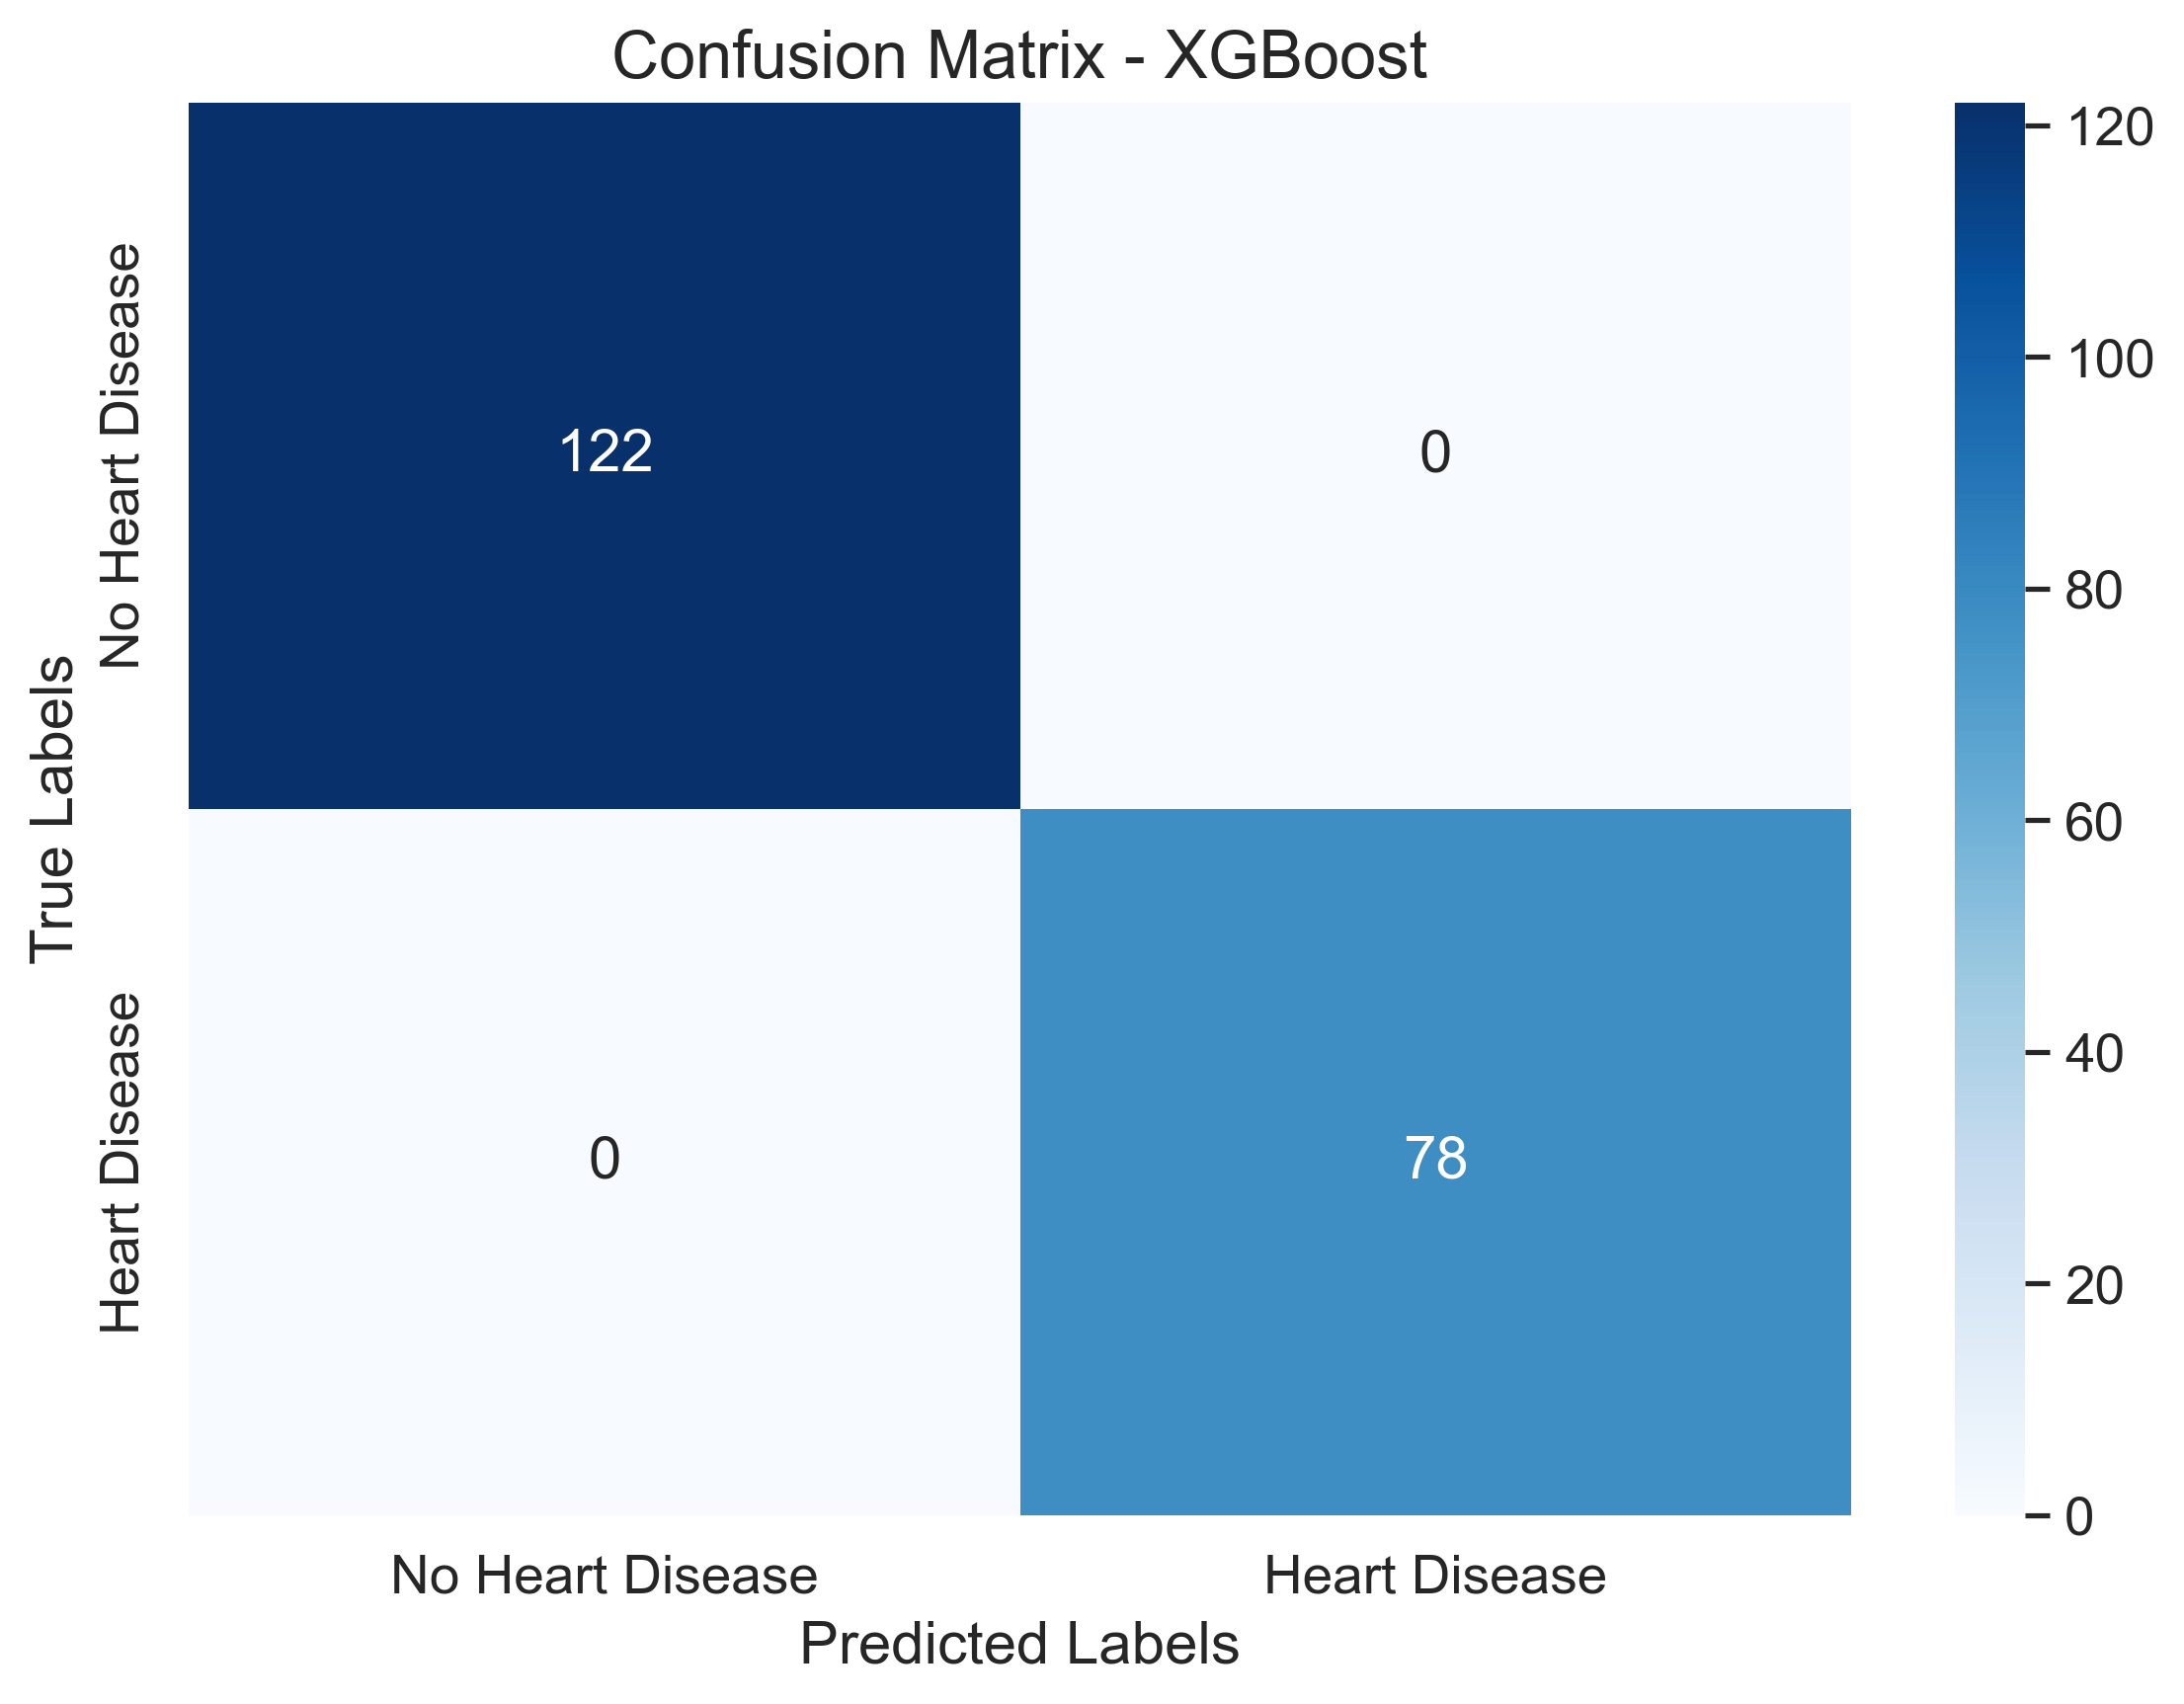 Confusion Matrix - XGBoost
True Labels
No Heart Disease
Heart Disease
122
0
0
78
No Heart Disease
Heart Disease
Predicted Labels
120
100
80
60
40
20
0